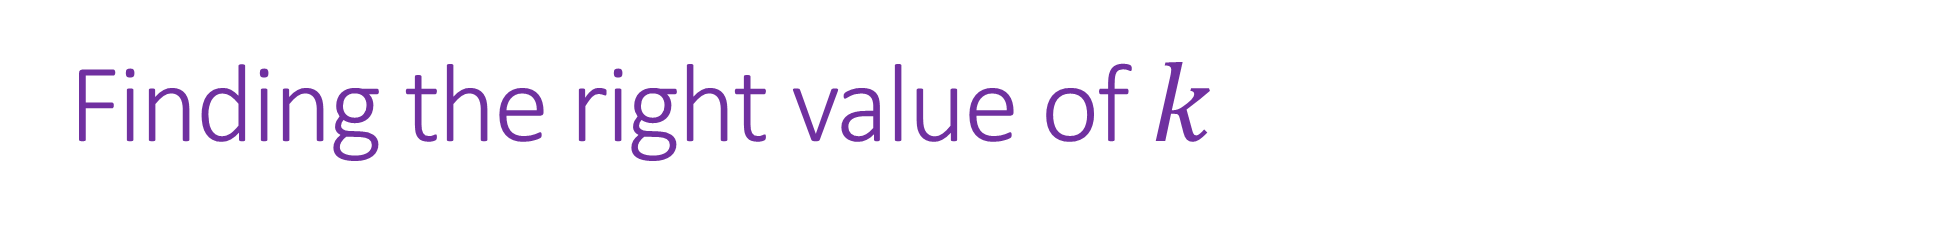 Finding the right value of k